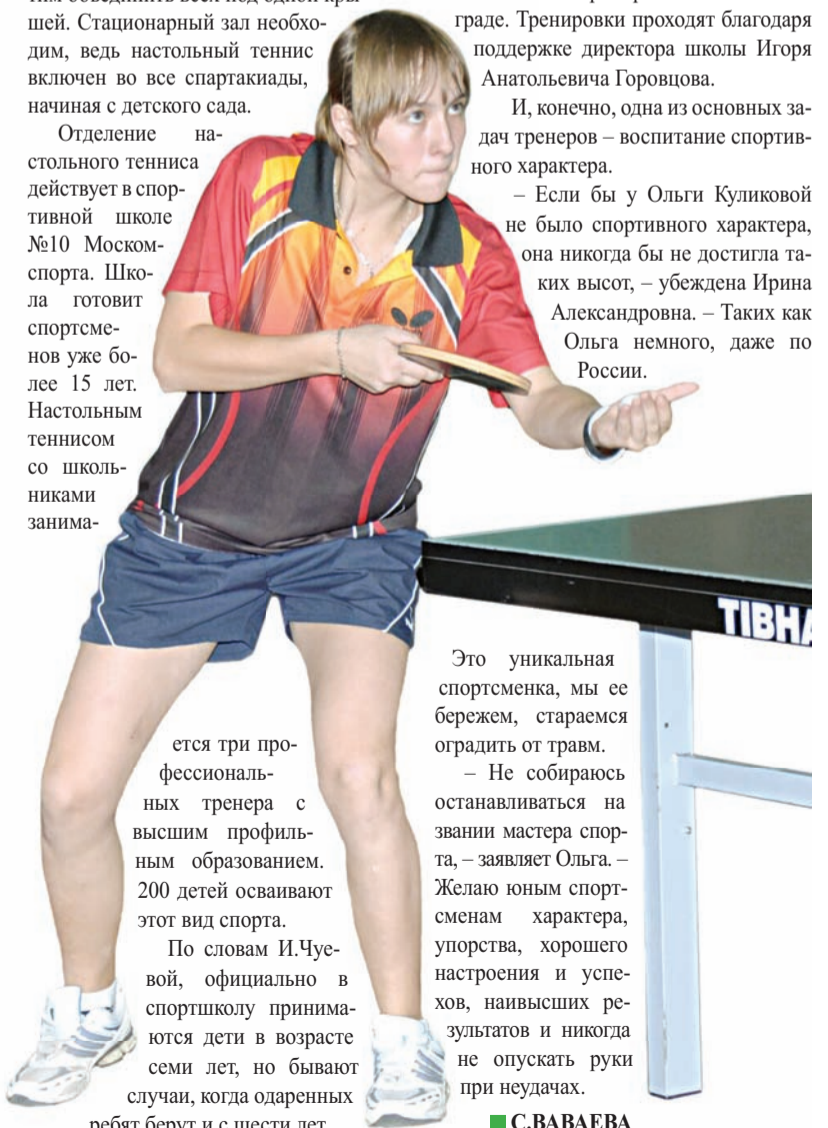 шей. Стационарный зал необхо-
дим, ведь настольный теннис
включен во все спартакиады,
начиная с детского сада.
Отделение на-
стольного тенниса
действует в спор-
тивной школе
№10 Моском-
спорта. Шко-
ла готовит
спортсме-
нов уже бо-
лее 15 лет.
Настольным
теннисом
со школь-
никами
занима-
ется три про-
фессиональ-
ных тренера с
высшим профиль-
ным образованием.
200 детей осваивают
этот вид спорта.
По словам И.Чуе-
вой, официально в
спортшколу принима-
ются дети в возрасте
семи лет, но бывают
случаи, когда одаренных
ребят берут и с шести лет
граде. Тренировки проходят благодаря
поддержке директора школы Игоря
Анатольевича Горовцова.
И, конечно, одна из основных за-
дач тренеров – воспитание спортив-
ного характера.
– Если бы у Ольги Куликовой
не было спортивного характера,
она никогда бы не достигла та-
ких высот, – убеждена Ирина
Александровна. – Таких как
Ольга немного, даже по
России.
Это уникальная
спортсменка, мы ее
бережем, стараемся
оградить от травм.
– Не собираюсь
останавливаться на
звании мастера спор-
та, – заявляет Ольга. –
Желаю юным спорт-
сменам характера,
упорства, хорошего
настроения и успе-
хов, наивысших ре-
зультатов и никогда
не опускать руки
при неудачах.
С.ВАВАЕВА
TIBHA